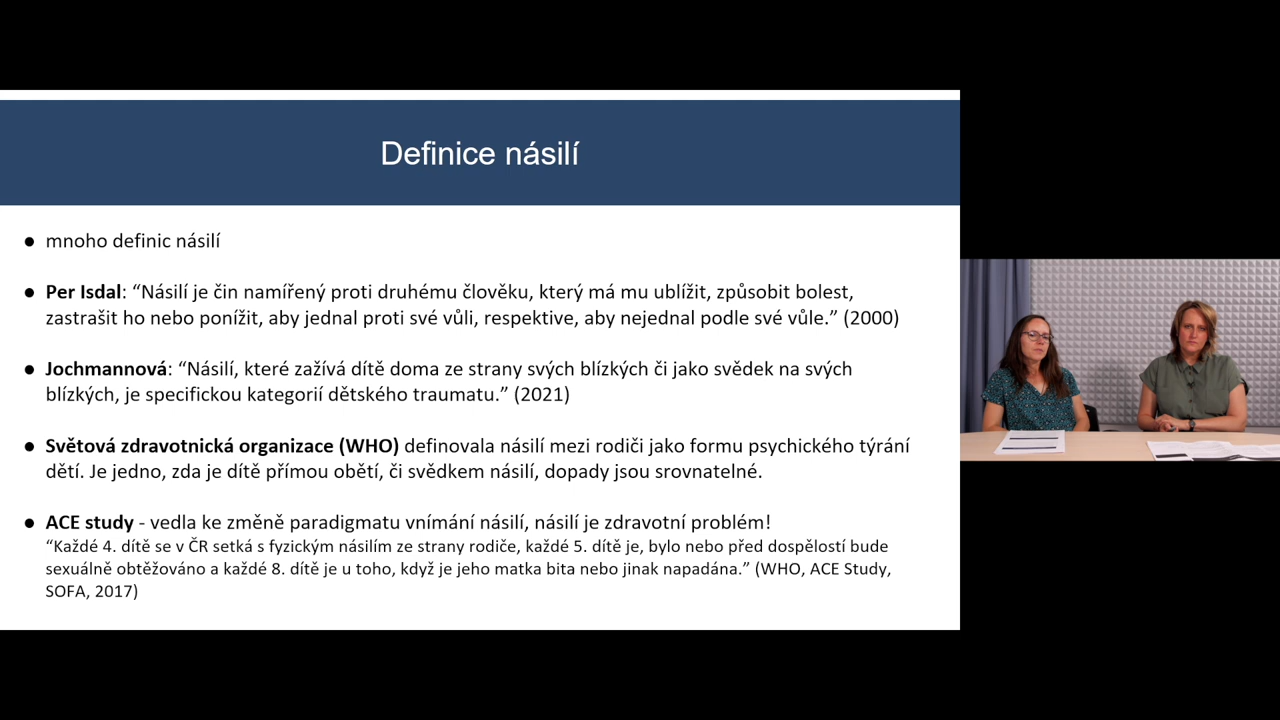 Definice násilí
● mnoho definic násilí
● Per Isdal: “Násilí je čin namířený proti druhému člověku, který má mu ublížit, způsobit bolest,
zastrašit ho nebo ponížit, aby jednal proti své vůli, respektive, aby nejednal podle své vůle.” (2000)
● Jochmannová: “Násilí, které zažívá dítě doma ze strany svých blízkých či jako svědek na svých
blízkých, je specifickou kategorií dětského traumatu.” (2021)
● Světová zdravotnická organizace (WHO) definovala násilí mezi rodiči jako formu psychického týrání
dětí. Je jedno, zda je dítě přímou obětí, či svědkem násilí, dopady jsou srovnatelné.
● ACE study - vedla ke změně paradigmatu vnímání násilí, násilí je zdravotní problém!
“Každé 4. dítě se v ČR setká s fyzickým násilím ze strany rodiče, každé 5. dítě je, bylo nebo před dospělostí bude
sexuálně obtěžováno a každé 8. dítě je u toho, když je jeho matka bita nebo jinak napadána.” (WHO, ACE Study,
SOFA, 2017)